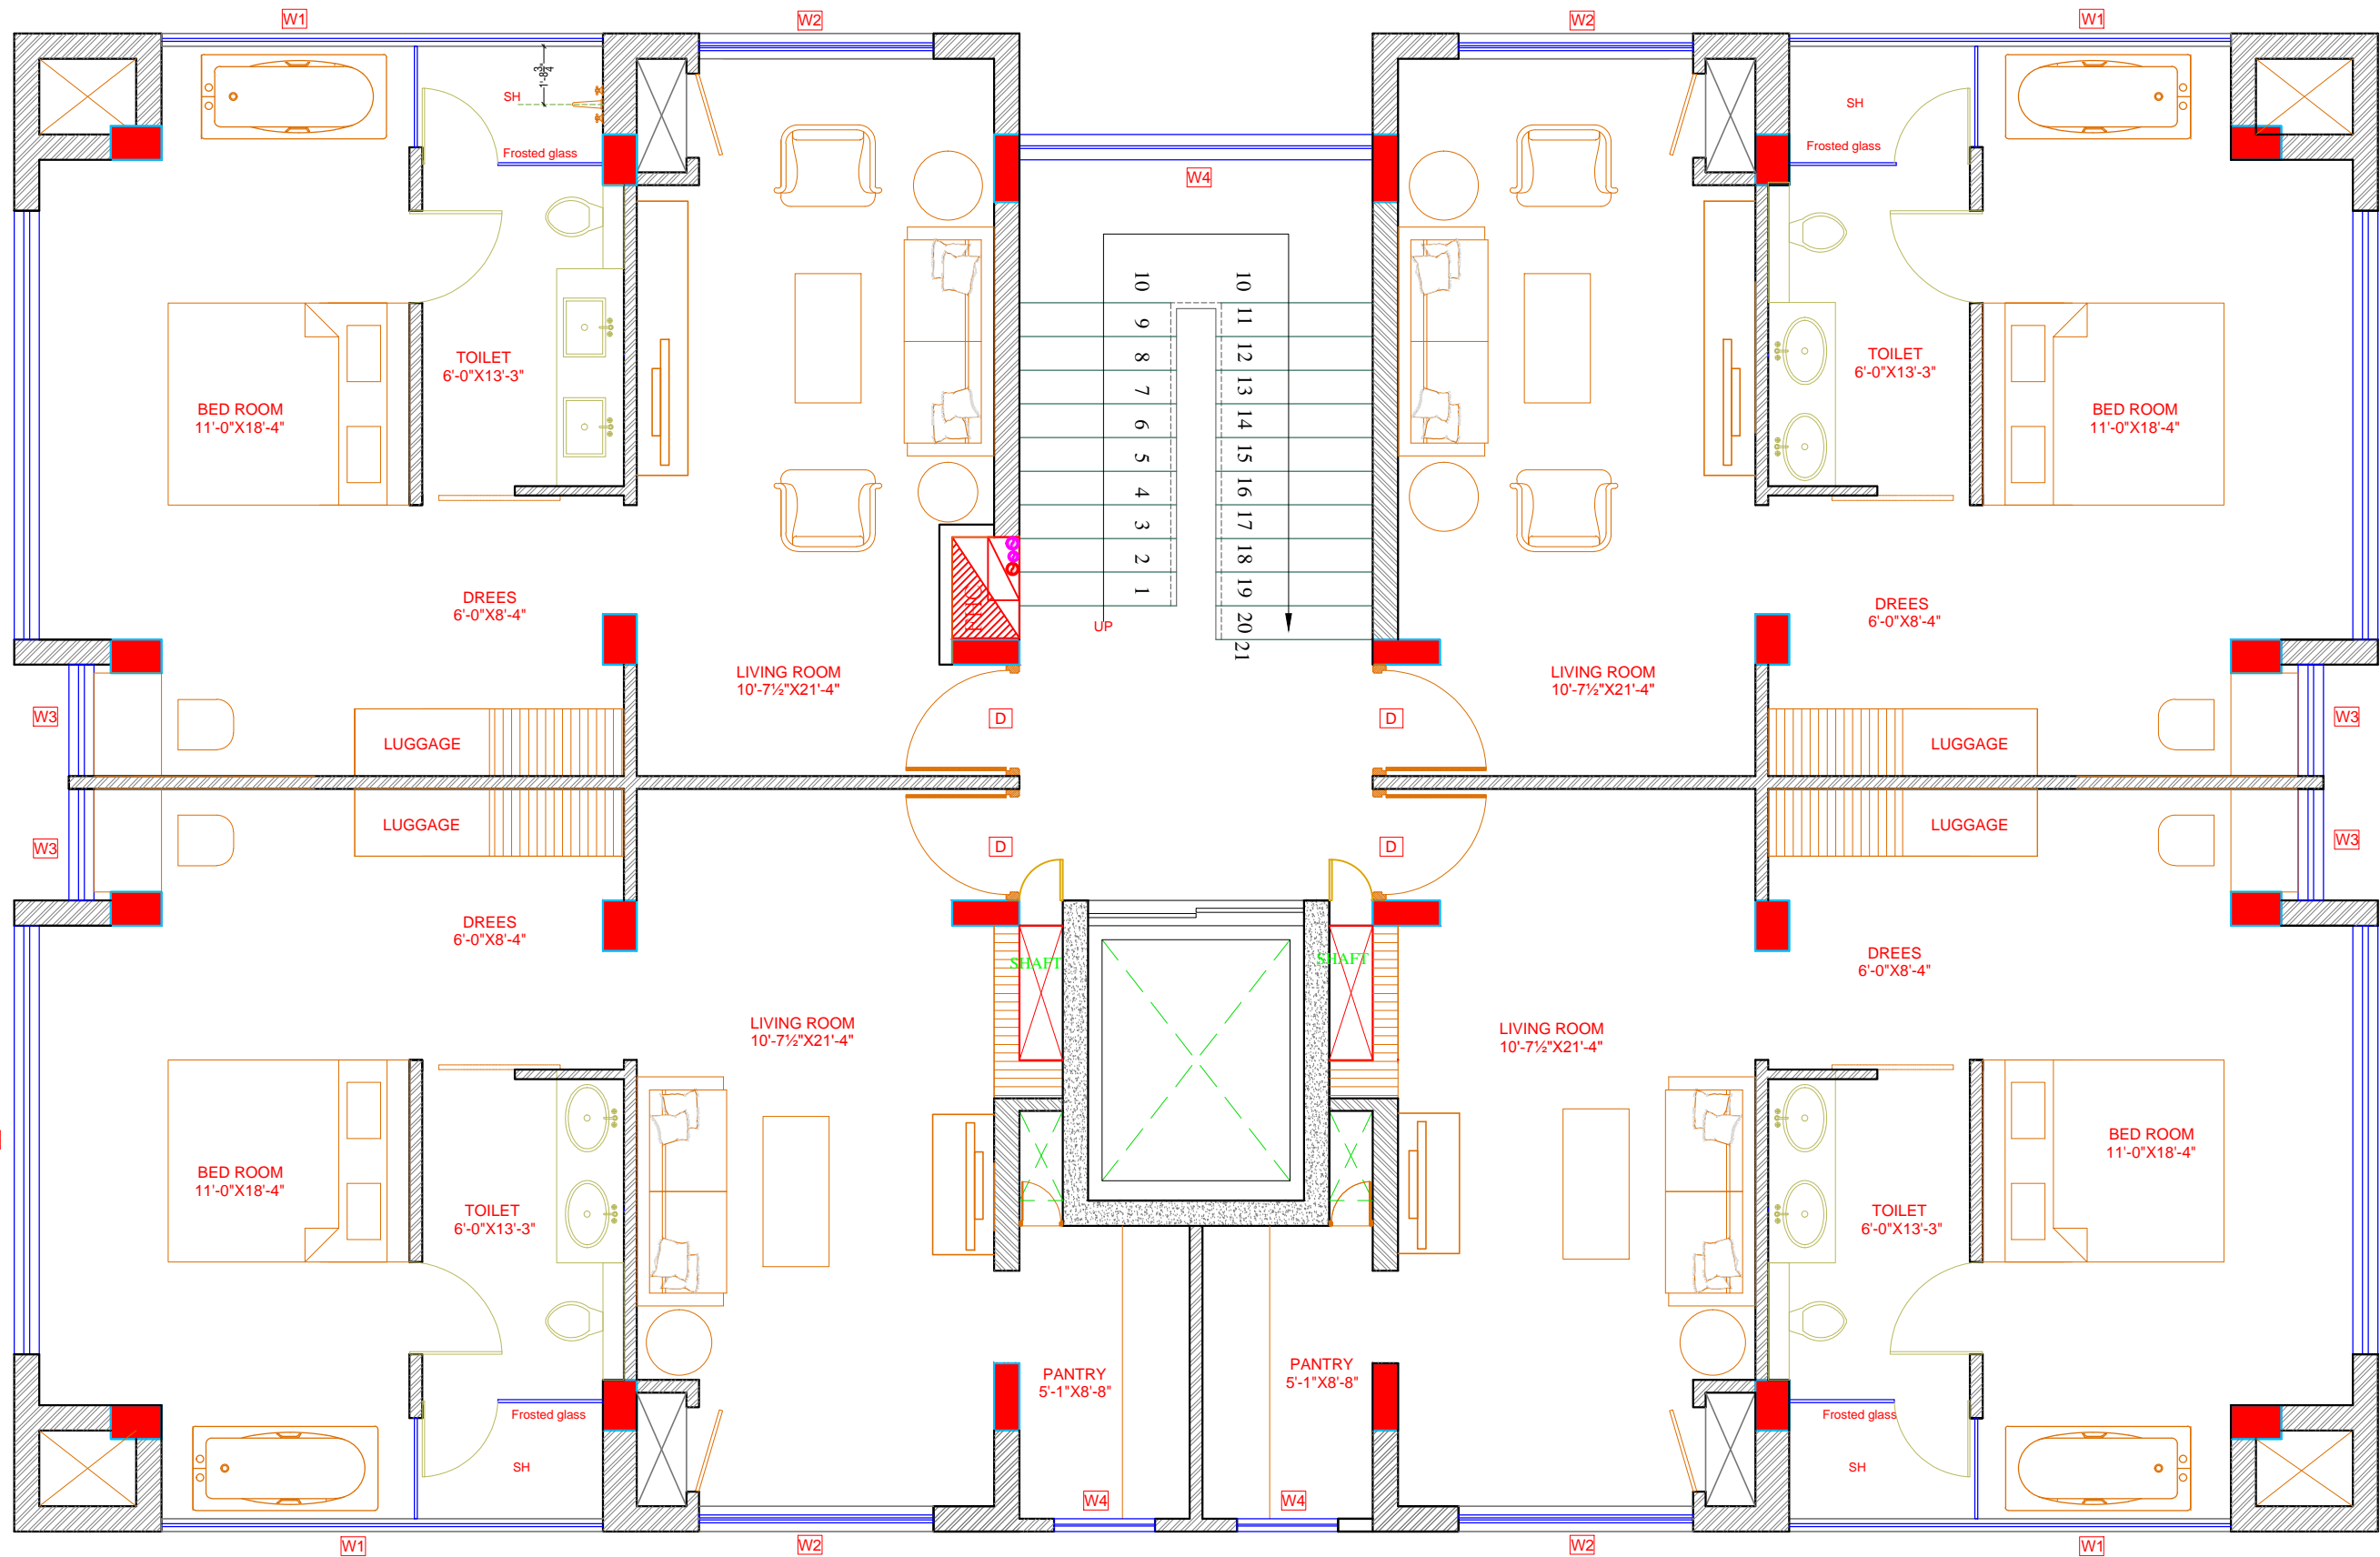 W1
W2
W2
W1
1'-8¾"
SH
Frosted glass
SH
Frosted glass
W4
10
9
8
7
6
5
4
3
2
1
10
11
12
13
14
15
16
17
18
19
20
21
UP
TOILET
6'-0"X13'-3"
TOILET
6'-0"X13'-3"
BED ROOM
11'-0"X18'-4"
BED ROOM
11'-0"X18'-4"
DREES
6'-0"X8'-4"
DREES
6'-0"X8'-4"
LIVING ROOM
10'-7½"X21'-4"
LIVING ROOM
10'-7½"X21'-4"
W3
D
D
W3
LUGGAGE
LUGGAGE
LUGGAGE
LUGGAGE
W3
D
D
W3
DREES
6'-0"X8'-4"
DREES
6'-0"X8'-4"
SHAFT
SHAFT
LIVING ROOM
10'-7½"X21'-4"
LIVING ROOM
10'-7½"X21'-4"
BED ROOM
11'-0"X18'-4"
BED ROOM
11'-0"X18'-4"
TOILET
6'-0"X13'-3"
TOILET
6'-0"X13'-3"
PANTRY
5'-1"X8'-8"
PANTRY
5'-1"X8'-8"
Frosted glass
Frosted glass
SH
SH
W4
W4
W1
W2
W2
W1